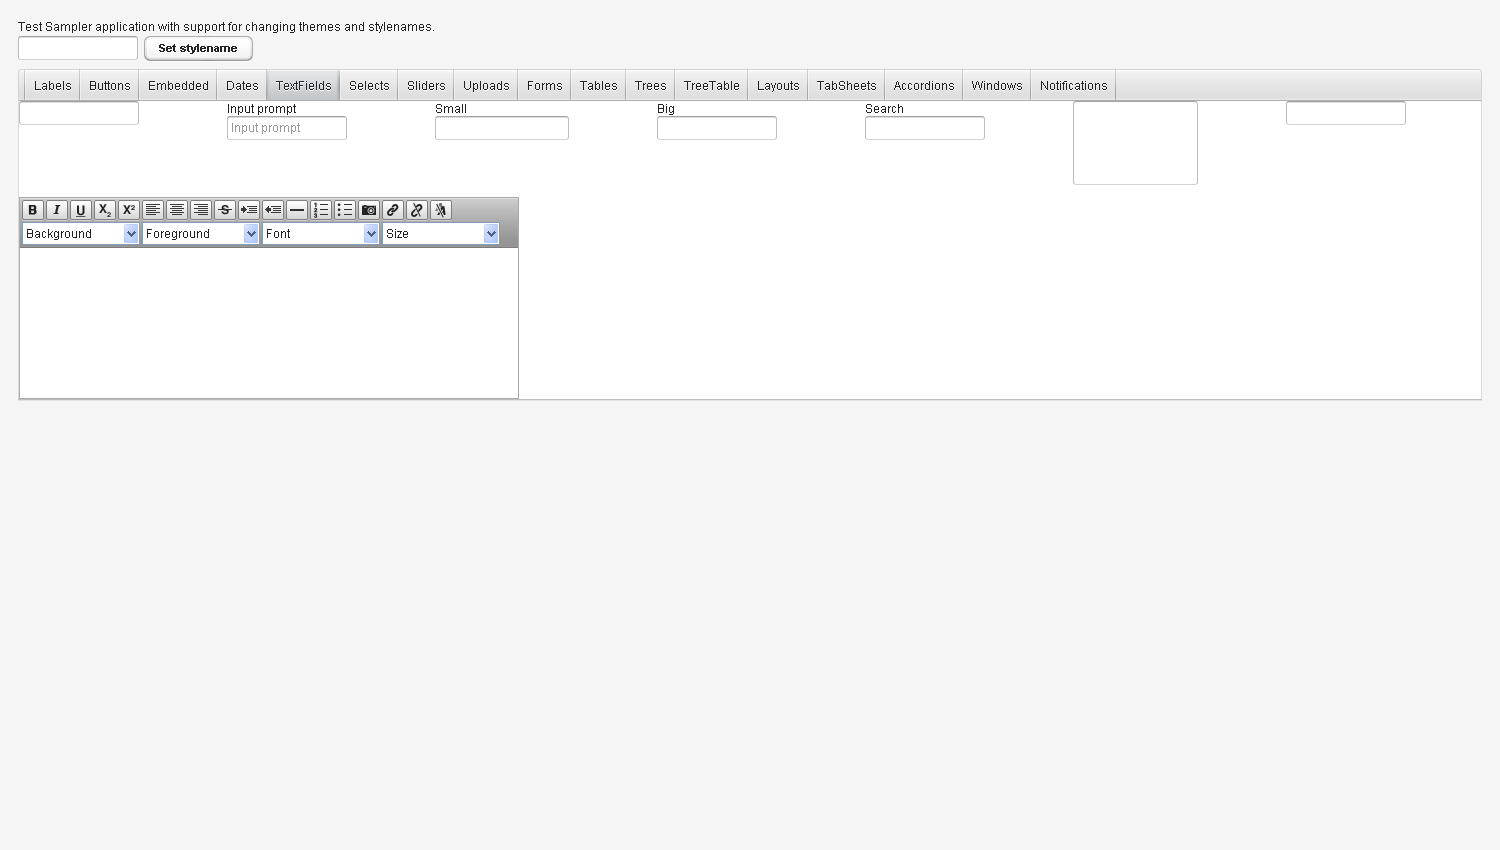 Test Sampler application with support for changing themes and stylenames.
Set stylename
Labels Buttons Embedded Dates TextFields Selects Sliders Uploads Forms Tables Trees TreeTable Layouts TabSheets Accordions Windows Notifications
Input prompt Small Big Search
Input prompt
B I U X₂ X² S
Background Foreground Font Size